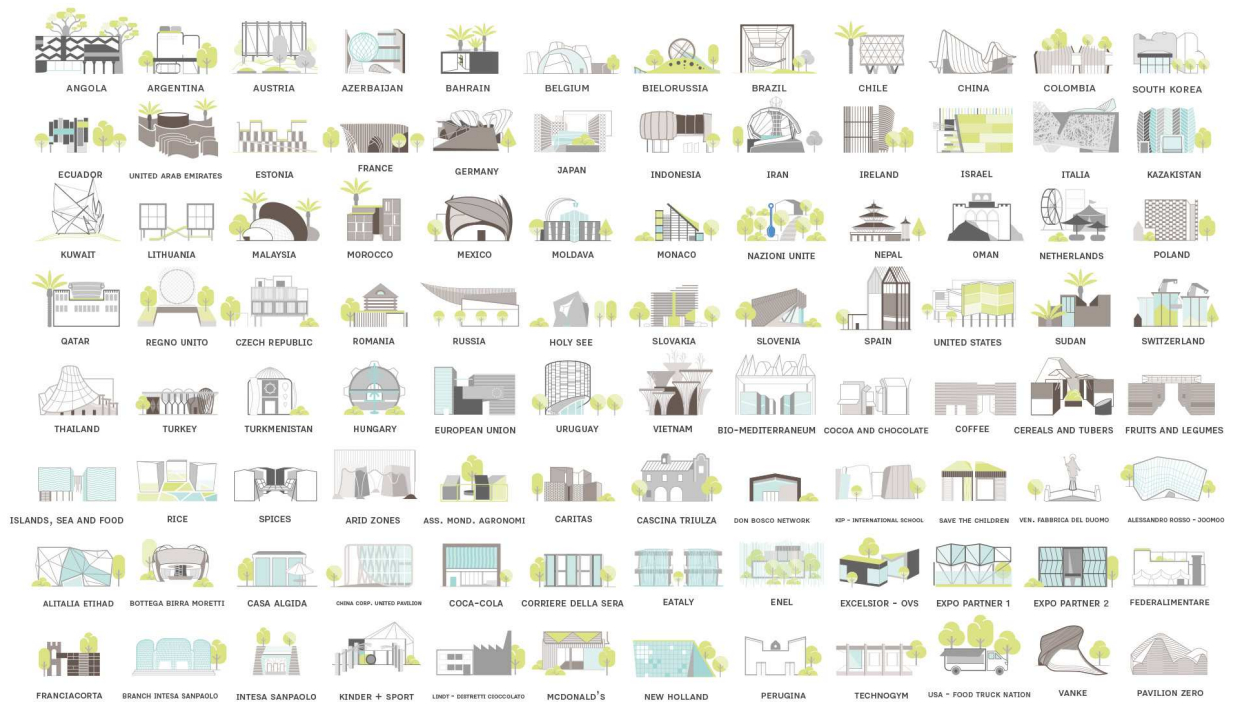 ANGOLA ARGENTINA AUSTRIA AZERBAIJAN BAHRAIN BELGIUM BIELORUSSIA BRAZIL CHILE CHINA COLOMBIA SOUTH KOREA
ECUADOR UNITED ARAB EMIRATES ESTONIA FRANCE GERMANY JAPAN INDONESIA IRAN IRELAND ISRAEL ITALIA KAZAKISTAN
KUWAIT LITHUANIA MALAYSIA MOROCCO MEXICO MOLDAVA MONACO NAZIONI UNITE NEPAL OMAN NETHERLANDS POLAND
QATAR REGNO UNITO CZECH REPUBLIC ROMANIA RUSSIA HOLY SEE SLOVAKIA SLOVENIA SPAIN UNITED STATES SUDAN SWITZERLAND
THAILAND TURKEY TURKMENISTAN HUNGARY EUROPEAN UNION URUGUAY VIETNAM BIO-MEDITERRANEUM COCOA AND CHOCOLATE COFFEE CEREALS AND TUBERS FRUITS AND LEGUMES
ISLANDS, SEA AND FOOD RICE SPICES ARID ZONES ASS. MOND. AGRONOMI CARITAS CASCINA TRIULZA DON BOSCO NETWORK KIP - INTERNATIONAL SCHOOL SAVE THE CHILDREN VEN. FABBRICA DEL DUOMO ALESSANDRO ROSSO - JOOMOO
ALITALIA ETIHAD BOTTEGA BIRRA MORETTI CASA ALGIDA CHINA CORP. UNITED PAVILION COCA-COLA CORRIERE DELLA SERA EATALY ENEL EXCELSIOR - OVS EXPO PARTNER 1 EXPO PARTNER 2 FEDERALIMENTARE
FRANCIACORTA BRANCH INTESA SANPAOLO INTESA SANPAOLO KINDER + SPORT LINDT - DISTRETTI CIOCCOLATO MCDONALD'S NEW HOLLAND PERUGINA TECHNOGYM USA - FOOD TRUCK NATION VANKE PAVILION ZERO